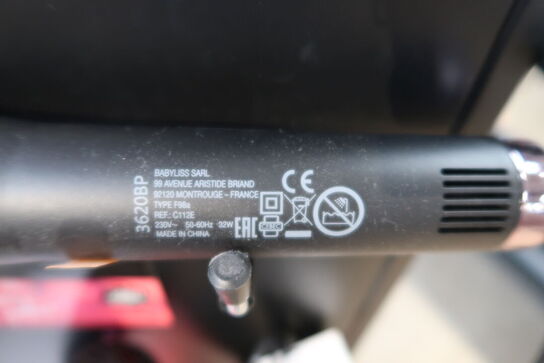 3620BP
BABYLISS SARL
99 AVENUE ARISTIDE BRIAND
92120 MONTROUGE – FRANCE
TYPE F98a
REF.: C112E
230V~ 50-60Hz 32W
MADE IN CHINA
CE
EAC